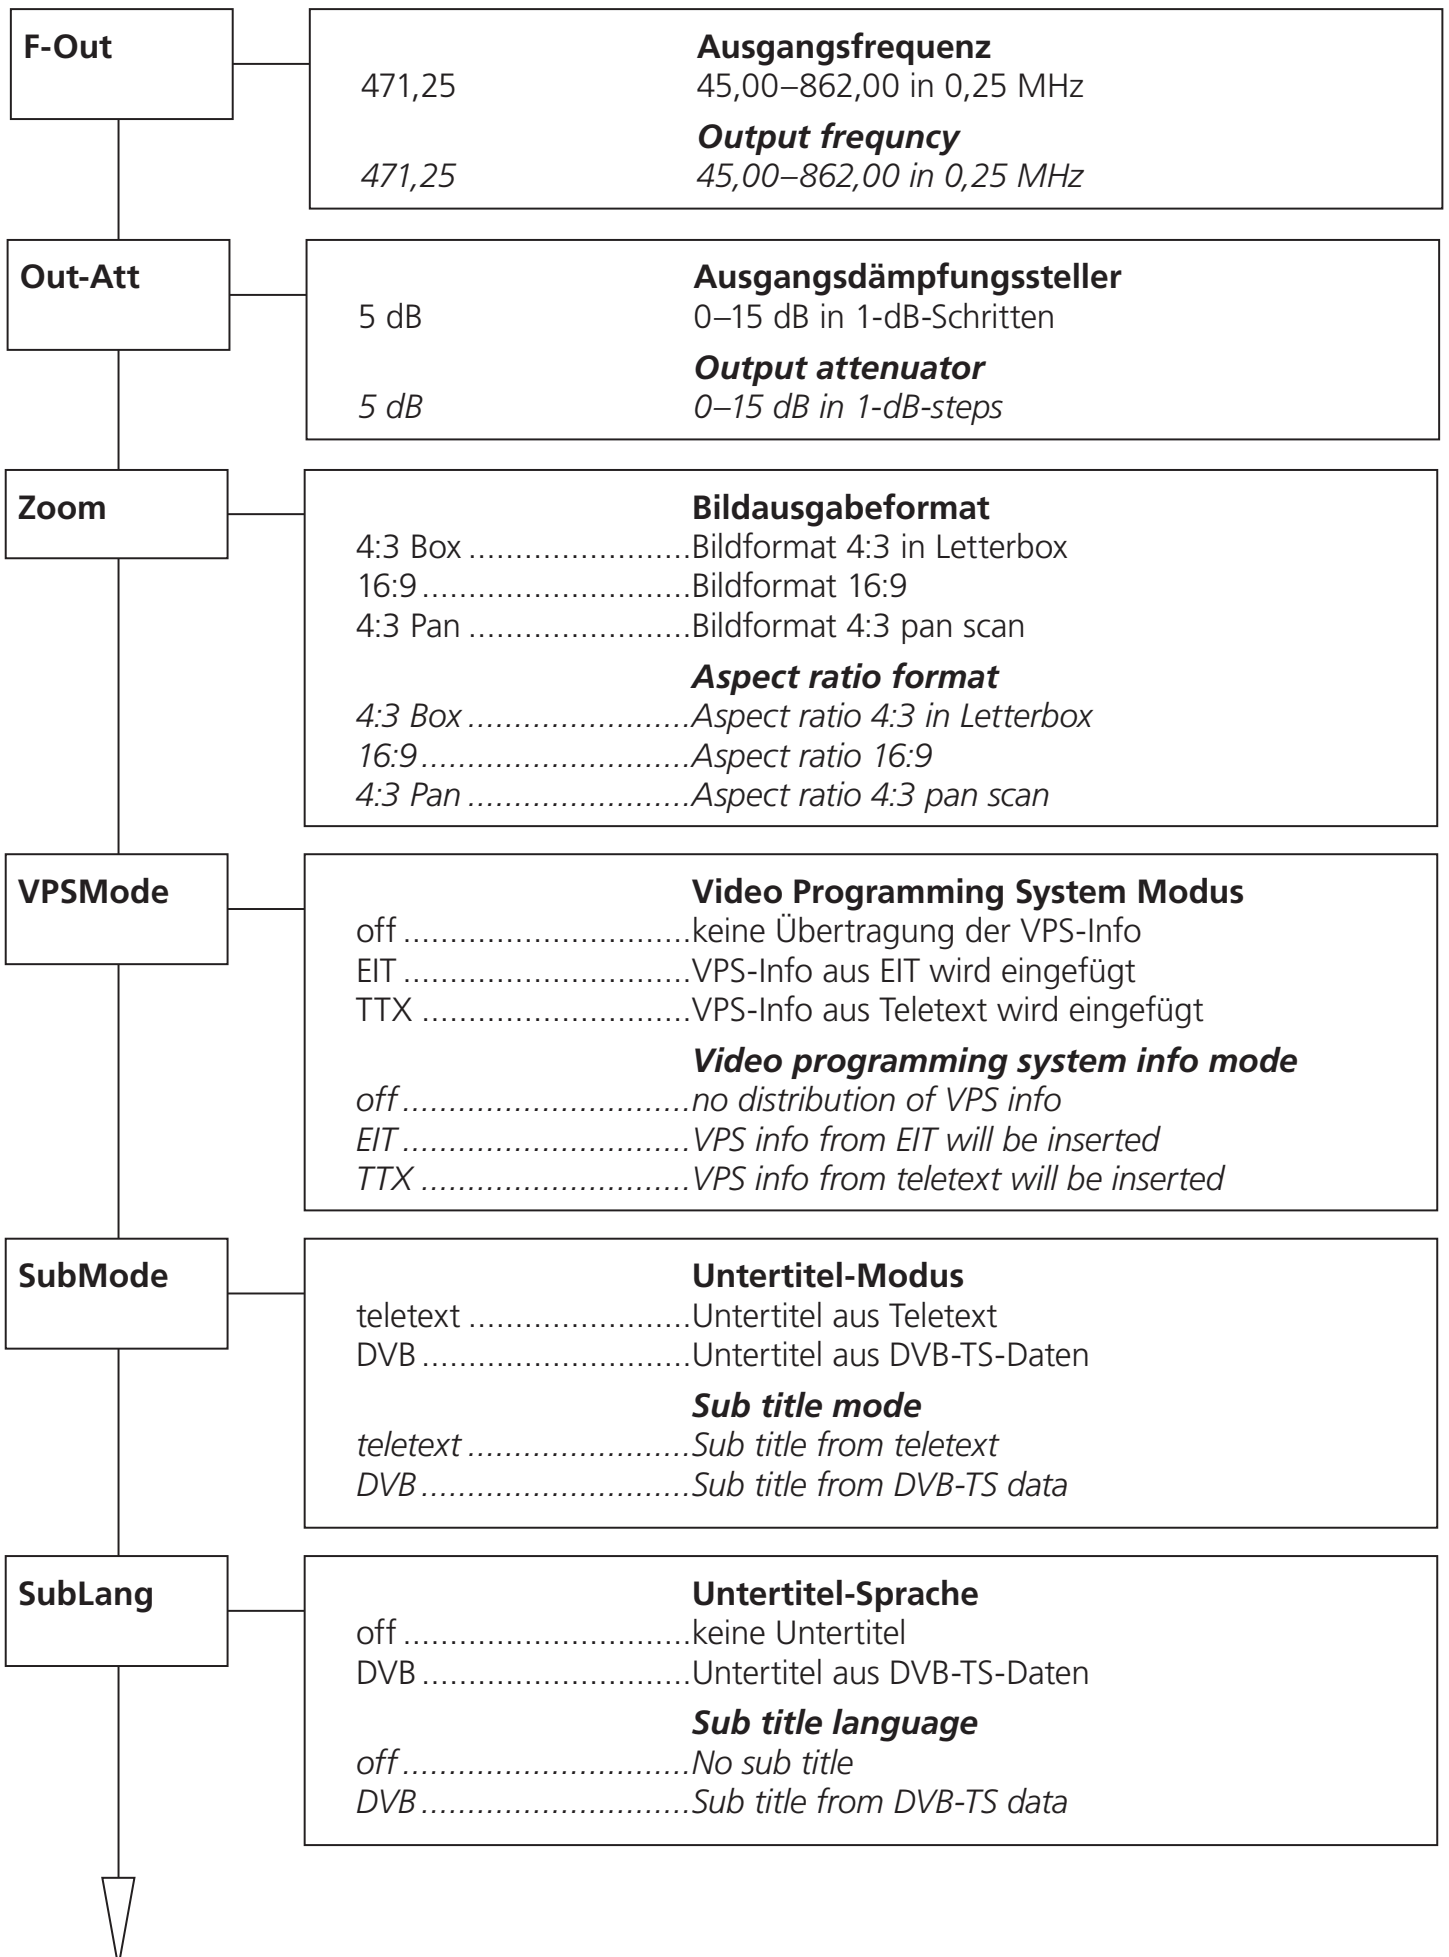 F-Out
Ausgangsfrequenz
471,25 45,00–862,00 in 0,25 MHz
Output frequncy
471,25 45,00–862,00 in 0,25 MHz
Out-Att
Ausgangsdämpfungssteller
5 dB 0–15 dB in 1-dB-Schritten
Output attenuator
5 dB 0–15 dB in 1-dB-steps
Zoom
Bildausgabeformat
4:3 Box ........................Bildformat 4:3 in Letterbox
16:9.............................Bildformat 16:9
4:3 Pan ........................Bildformat 4:3 pan scan
Aspect ratio format
4:3 Box ........................Aspect ratio 4:3 in Letterbox
16:9.............................Aspect ratio 16:9
4:3 Pan ........................Aspect ratio 4:3 pan scan
VPSMode
Video Programming System Modus
off ...............................keine Übertragung der VPS-Info
EIT ...............................VPS-Info aus EIT wird eingefügt
TTX .............................VPS-Info aus Teletext wird eingefügt
Video programming system info mode
off ...............................no distribution of VPS info
EIT ...............................VPS info from EIT will be inserted
TTX .............................VPS info from teletext will be inserted
SubMode
Untertitel-Modus
teletext ........................Untertitel aus Teletext
DVB .............................Untertitel aus DVB-TS-Daten
Sub title mode
teletext ........................Sub title from teletext
DVB .............................Sub title from DVB-TS data
SubLang
Untertitel-Sprache
off ...............................keine Untertitel
DVB .............................Untertitel aus DVB-TS-Daten
Sub title language
off ...............................No sub title
DVB .............................Sub title from DVB-TS data